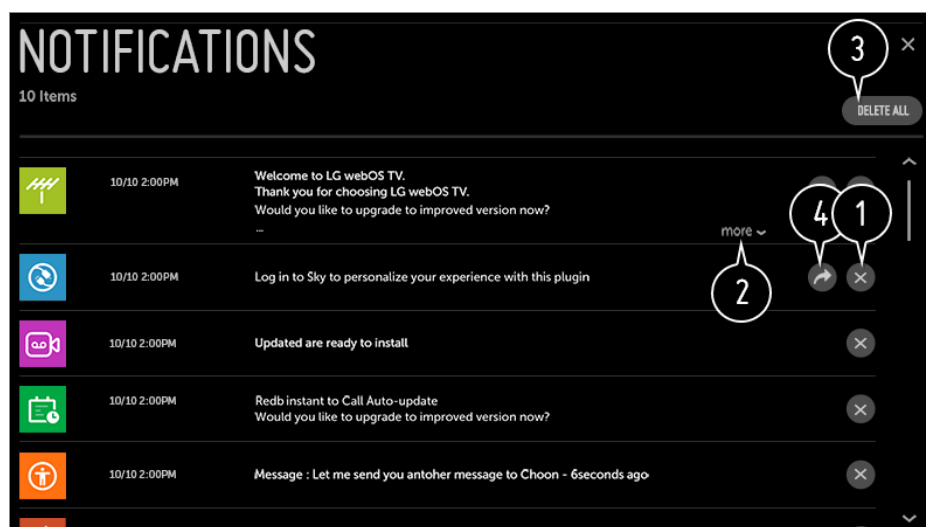 NOTIFICATIONS
10 Items
3
DELETE ALL
10/10 2:00PM
Welcome to LG webOS TV.
Thank you for choosing LG webOS TV.
Would you like to upgrade to improved version now?
...
more
4
1
2
10/10 2:00PM
Log in to Sky to personalize your experience with this plugin
10/10 2:00PM
Updated are ready to install
10/10 2:00PM
Redb instant to Call Auto-update
Would you like to upgrade to improved version now?
10/10 2:00PM
Message : Let me send you antoher message to Choon - 6seconds ago